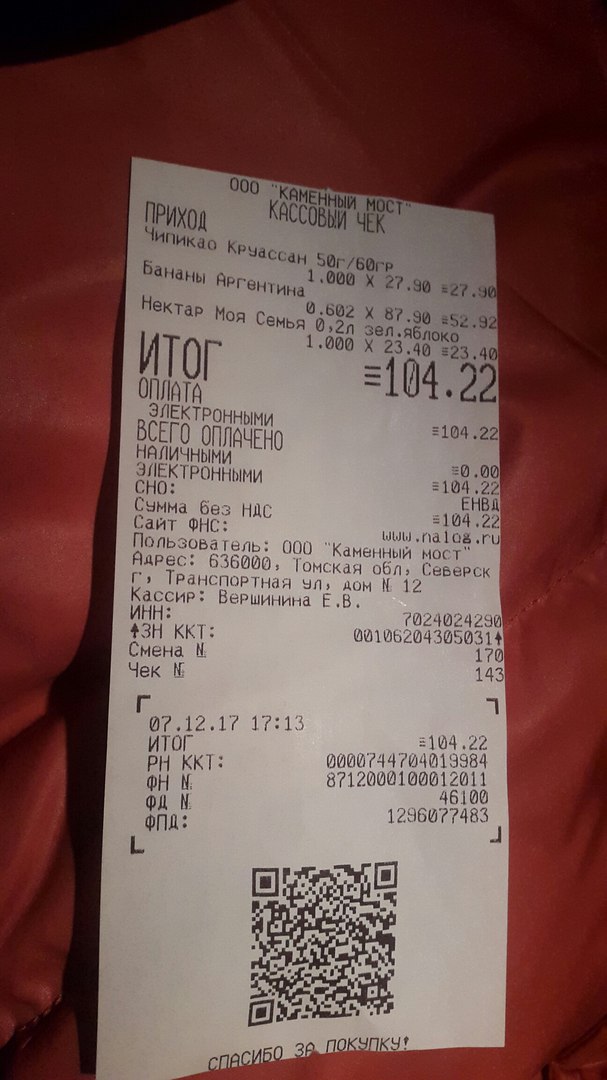 ООО "КАМЕННЫЙ МОСТ"
КАССОВЫЙ ЧЕК
ПРИХОД
Чипикао Круассан 50г/60гр
1.000 X 27.90 ≡27.90
Бананы Аргентина
0.602 X 87.90 ≡52.92
Нектар Моя Семья 0,2л зел.яблоко
1.000 X 23.40 ≡23.40
ИТОГ ≡104.22
ОПЛАТА
ЭЛЕКТРОННЫМИ ≡104.22
ВСЕГО ОПЛАЧЕНО
НАЛИЧНЫМИ ≡0.00
ЭЛЕКТРОННЫМИ ≡104.22
СНО: ЕНВД
Сумма без НДС ≡104.22
Сайт ФНС: www.nalog.ru
Пользователь: ООО "Каменный мост"
Адрес: 636000, Томская обл, Северск
г, Транспортная ул, дом № 12
Кассир: Вершинина Е.В.
ИНН: 7024024290
ЗН ККТ: 00106204305031
Смена № 170
Чек № 143
07.12.17 17:13
ИТОГ ≡104.22
РН ККТ: 0000744704019984
ФН № 8712000100012011
ФД № 46100
ФПД: 1296077483
СПАСИБО ЗА ПОКУПКУ!